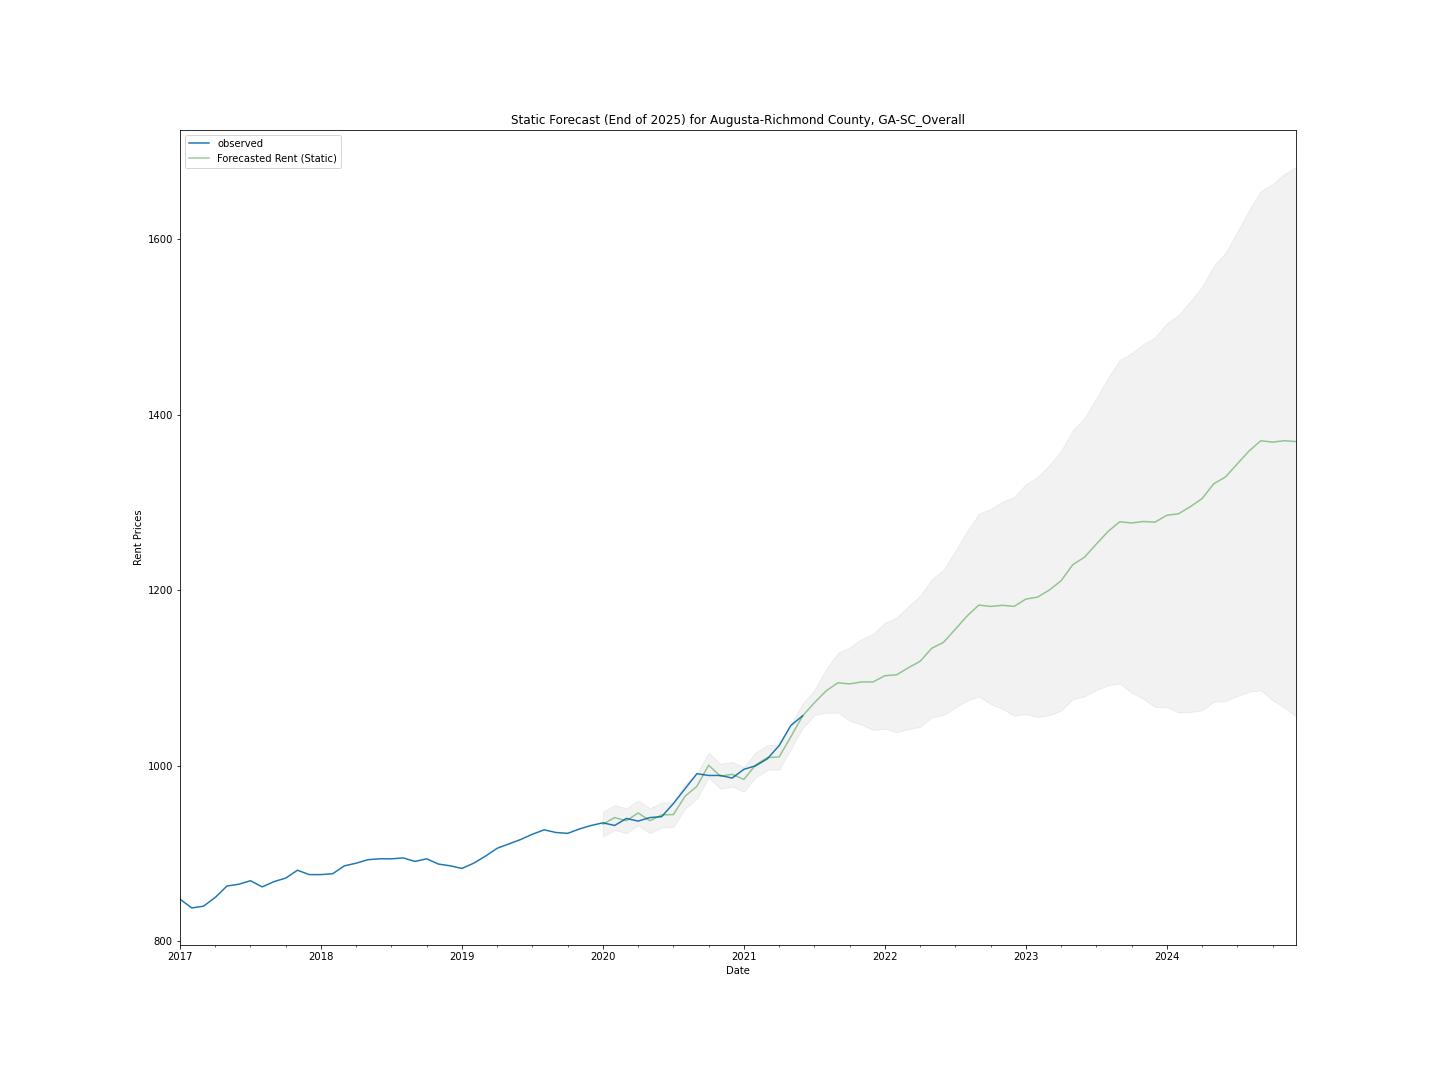 Static Forecast (End of 2025) for Augusta-Richmond County, GA-SC_Overall
observed
Forecasted Rent (Static)
1600
1400
1200
1000
800
Rent Prices
2017 2018 2019 2020 2021 2022 2023 2024
Date